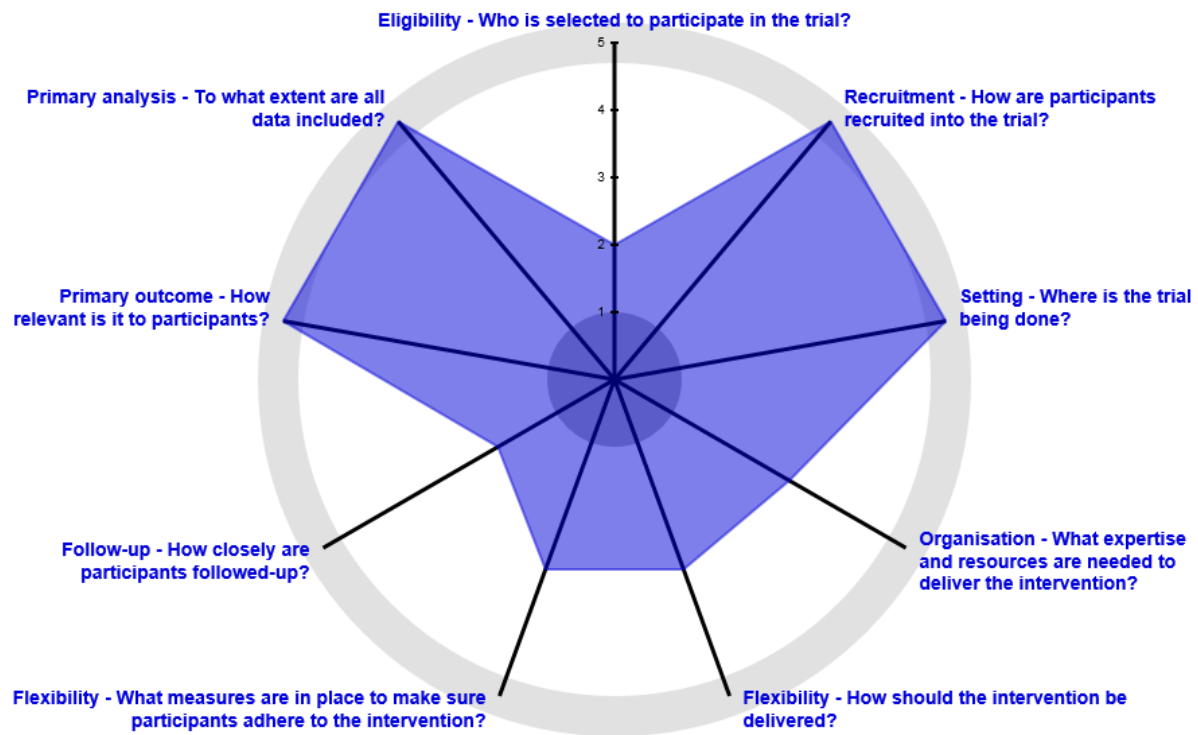 Eligibility - Who is selected to participate in the trial?
5
4
3
2
1
Recruitment - How are participants
recruited into the trial?
Setting - Where is the trial
being done?
Organisation - What expertise
and resources are needed to
deliver the intervention?
Flexibility - How should the intervention be
delivered?
Flexibility - What measures are in place to make sure
participants adhere to the intervention?
Follow-up - How closely are
participants followed-up?
Primary outcome - How
relevant is it to participants?
Primary analysis - To what extent are all
data included?